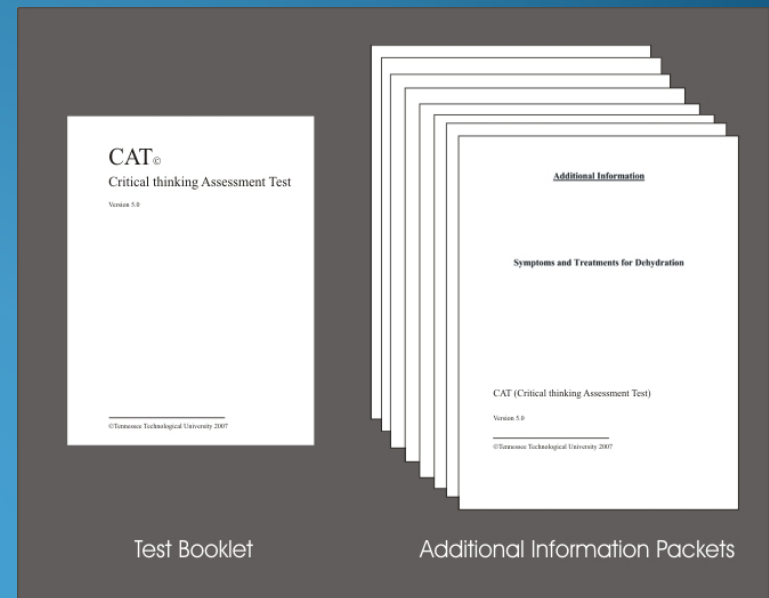 CAT©
Critical thinking Assessment Test
Version 5.0
©Tennessee Technological University 2007
Test Booklet
Additional Information
Symptoms and Treatments for Dehydration
CAT (Critical thinking Assessment Test)
Version 5.0
©Tennessee Technological University 2007
Additional Information Packets